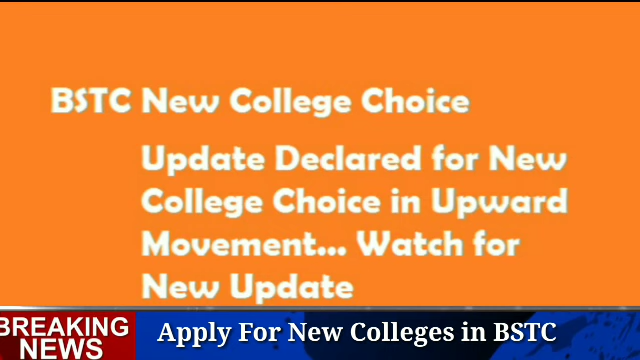 BSTC New College Choice
Update Declared for New
College Choice in Upward
Movement... Watch for
New Update
BREAKING
NEWS
Apply For New Colleges in BSTC